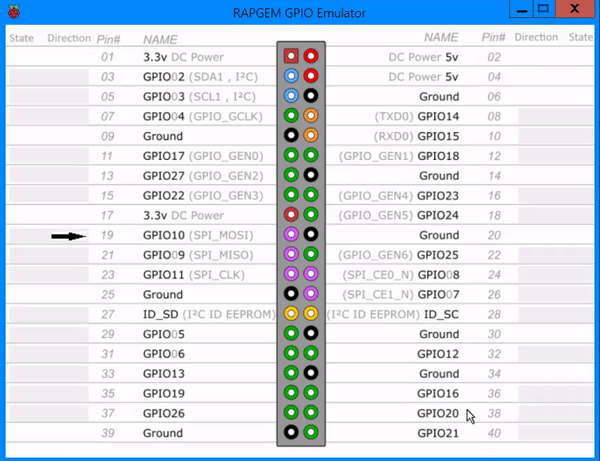 RAPGEM GPIO Emulator
State Direction Pin# NAME NAME Pin# Direction State
01 3.3v DC Power DC Power 5v 02
03 GPIO02 (SDA1 , I²C) DC Power 5v 04
05 GPIO03 (SCL1 , I²C) Ground 06
07 GPIO04 (GPIO_GCLK) (TXD0) GPIO14 08
09 Ground (RXD0) GPIO15 10
11 GPIO17 (GPIO_GEN0) (GPIO_GEN1) GPIO18 12
13 GPIO27 (GPIO_GEN2) Ground 14
15 GPIO22 (GPIO_GEN3) (GPIO_GEN4) GPIO23 16
17 3.3v DC Power (GPIO_GEN5) GPIO24 18
19 GPIO10 (SPI_MOSI) Ground 20
21 GPIO09 (SPI_MISO) (GPIO_GEN6) GPIO25 22
23 GPIO11 (SPI_CLK) (SPI_CE0_N) GPIO08 24
25 Ground (SPI_CE1_N) GPIO07 26
27 ID_SD (I²C ID EEPROM) (I²C ID EEPROM) ID_SC 28
29 GPIO05 Ground 30
31 GPIO06 GPIO12 32
33 GPIO13 Ground 34
35 GPIO19 GPIO16 36
37 GPIO26 GPIO20 38
39 Ground GPIO21 40